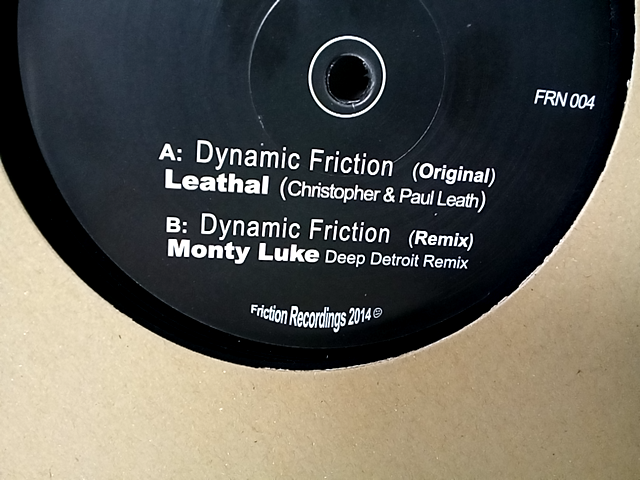 FRN 004
A: Dynamic Friction (Original)
Leathal (Christopher & Paul Leath)
B: Dynamic Friction (Remix)
Monty Luke Deep Detroit Remix
Friction Recordings 2014 ℗